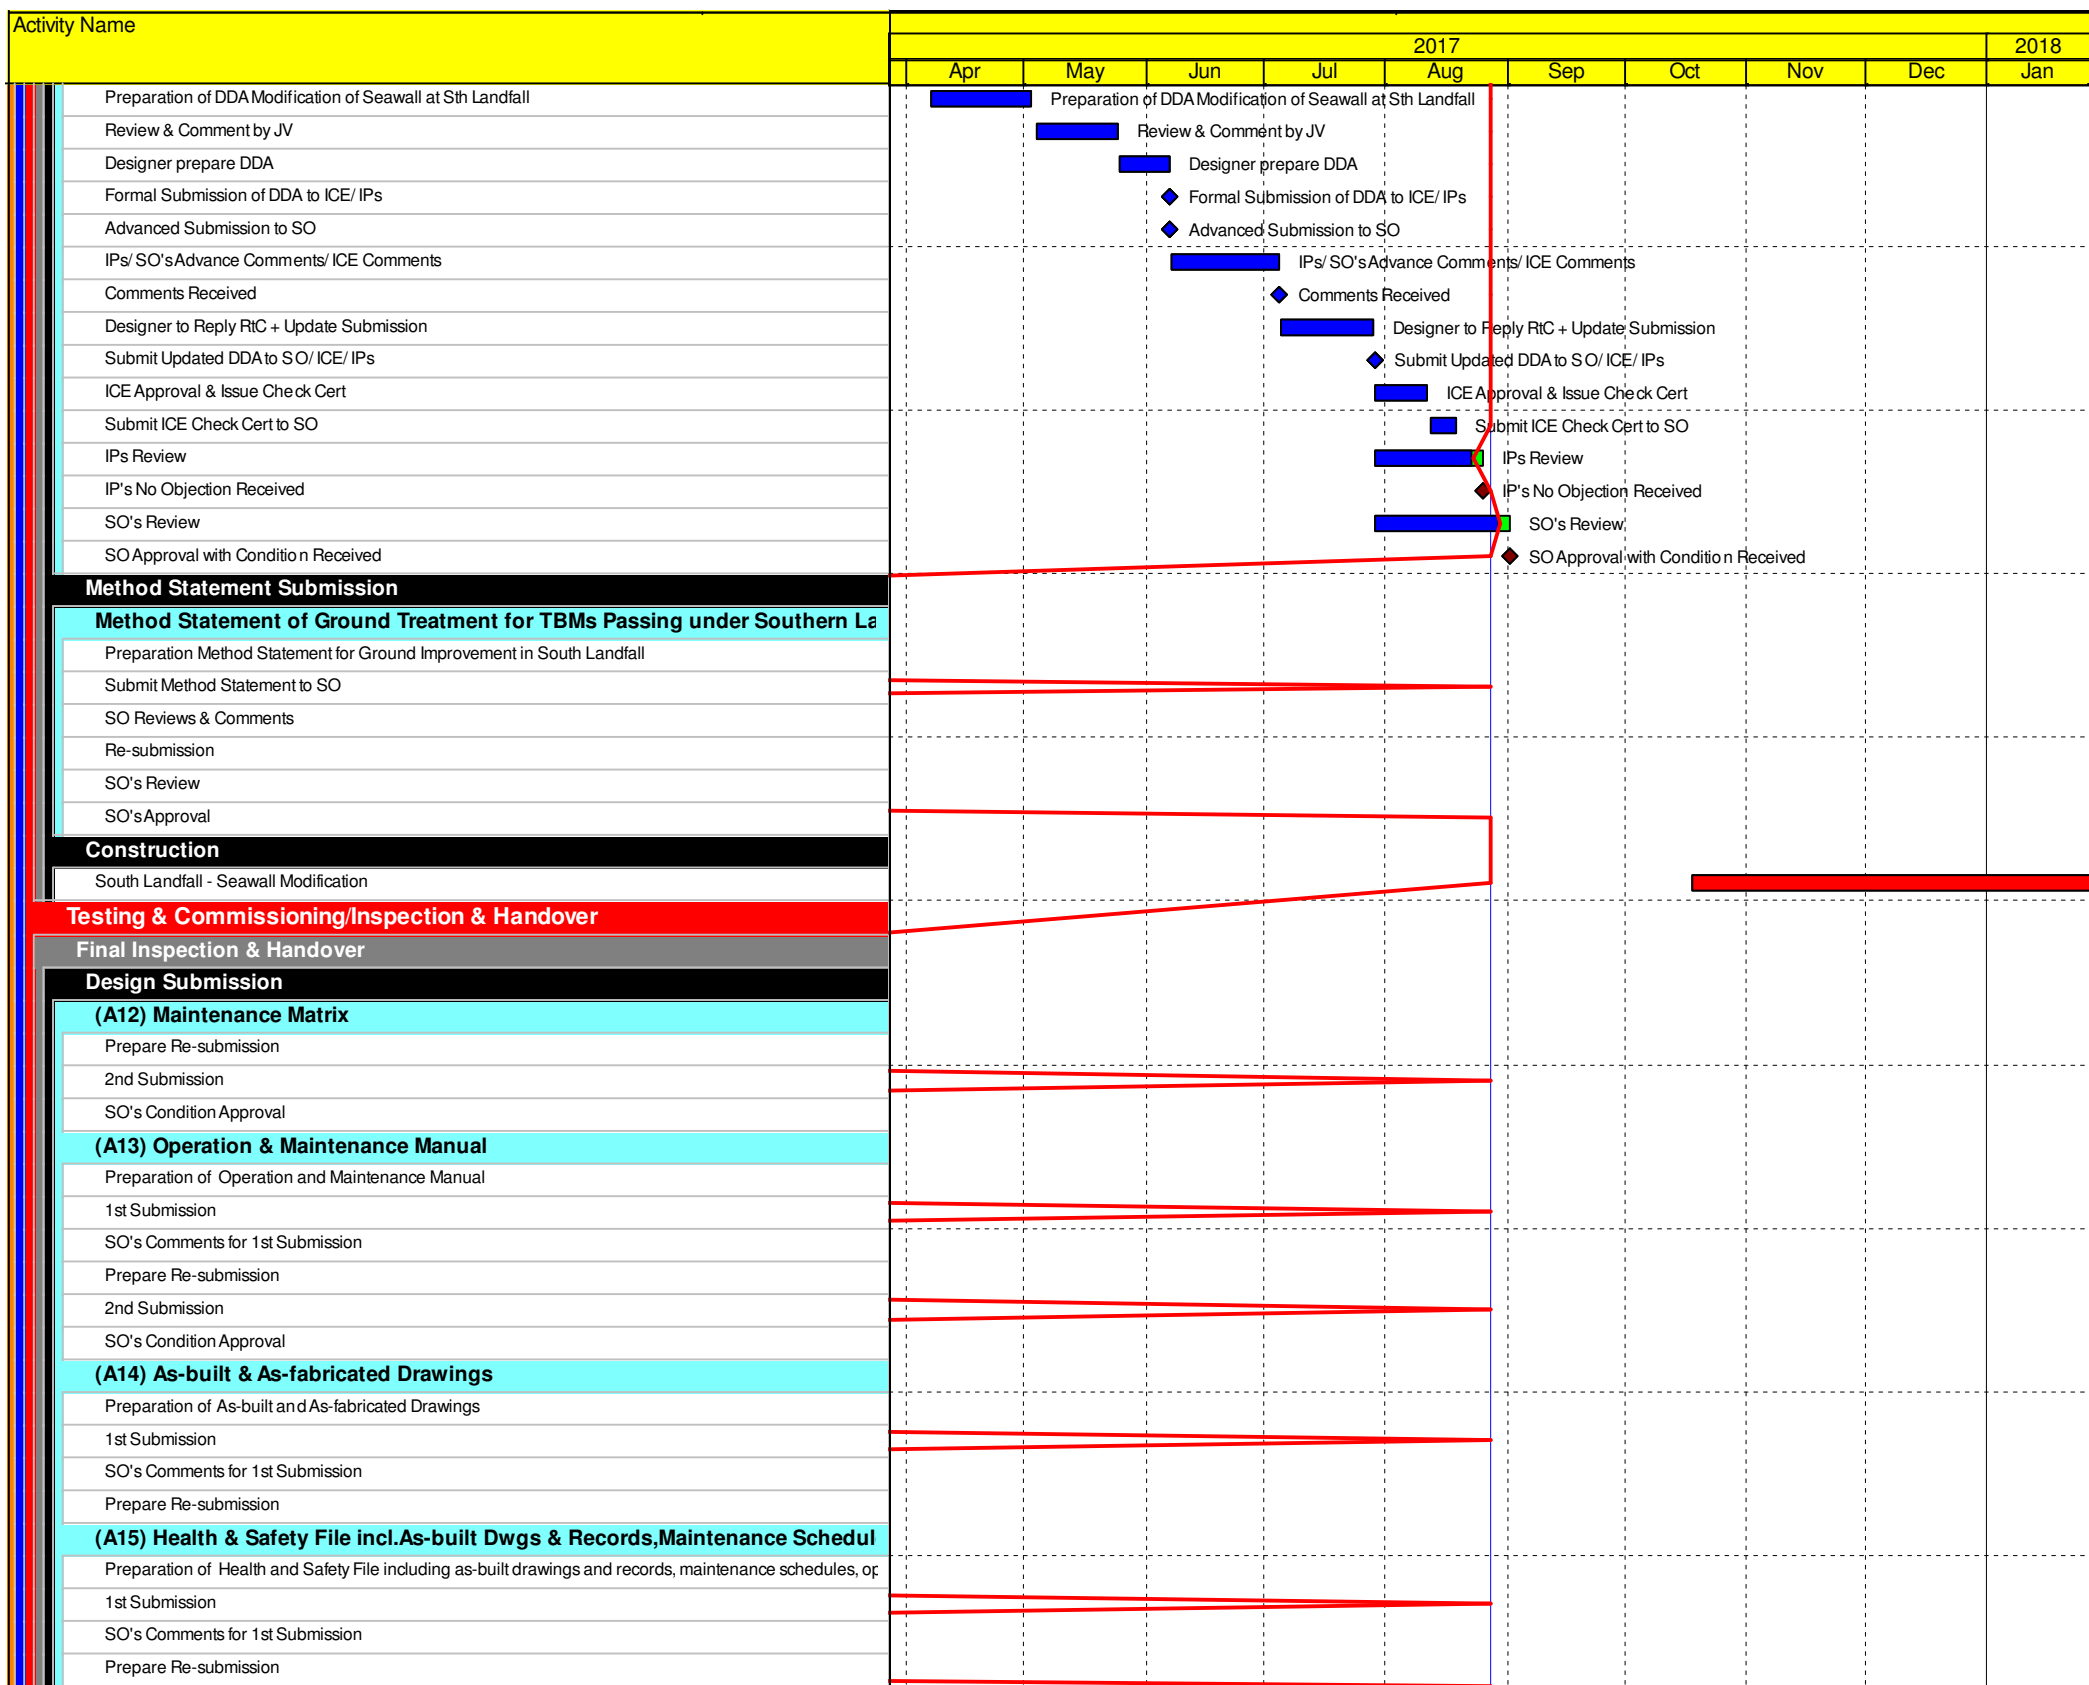 Activity Name
2017 2018
Apr May Jun Jul Aug Sep Oct Nov Dec Jan
Preparation of DDA Modification of Seawall at Sth Landfall Preparation of DDA Modification of Seawall at Sth Landfall
Review & Comment by JV Review & Comment by JV
Designer prepare DDA Designer prepare DDA
Formal Submission of DDA to ICE/ IPs Formal Submission of DDA to ICE/ IPs
Advanced Submission to SO Advanced Submission to SO
IPs/ SO's Advance Comments/ ICE Comments IPs/ SO's Advance Comments/ ICE Comments
Comments Received Comments Received
Designer to Reply RtC + Update Submission Designer to Reply RtC + Update Submission
Submit Updated DDA to SO/ ICE/ IPs Submit Updated DDA to SO/ ICE/ IPs
ICE Approval & Issue Check Cert ICE Approval & Issue Check Cert
Submit ICE Check Cert to SO Submit ICE Check Cert to SO
IPs Review IPs Review
IP's No Objection Received IP's No Objection Received
SO's Review SO's Review
SO Approval with Condition Received SO Approval with Condition Received
Method Statement Submission
Method Statement of Ground Treatment for TBMs Passing under Southern La
Preparation Method Statement for Ground Improvement in South Landfall
Submit Method Statement to SO
SO Reviews & Comments
Re-submission
SO's Review
SO's Approval
Construction
South Landfall - Seawall Modification
Testing & Commissioning/Inspection & Handover
Final Inspection & Handover
Design Submission
(A12) Maintenance Matrix
Prepare Re-submission
2nd Submission
SO's Condition Approval
(A13) Operation & Maintenance Manual
Preparation of Operation and Maintenance Manual
1st Submission
SO's Comments for 1st Submission
Prepare Re-submission
2nd Submission
SO's Condition Approval
(A14) As-built & As-fabricated Drawings
Preparation of As-built and As-fabricated Drawings
1st Submission
SO's Comments for 1st Submission
Prepare Re-submission
(A15) Health & Safety File incl.As-built Dwgs & Records,Maintenance Schedul
Preparation of Health and Safety File including as-built drawings and records, maintenance schedules, op
1st Submission
SO's Comments for 1st Submission
Prepare Re-submission